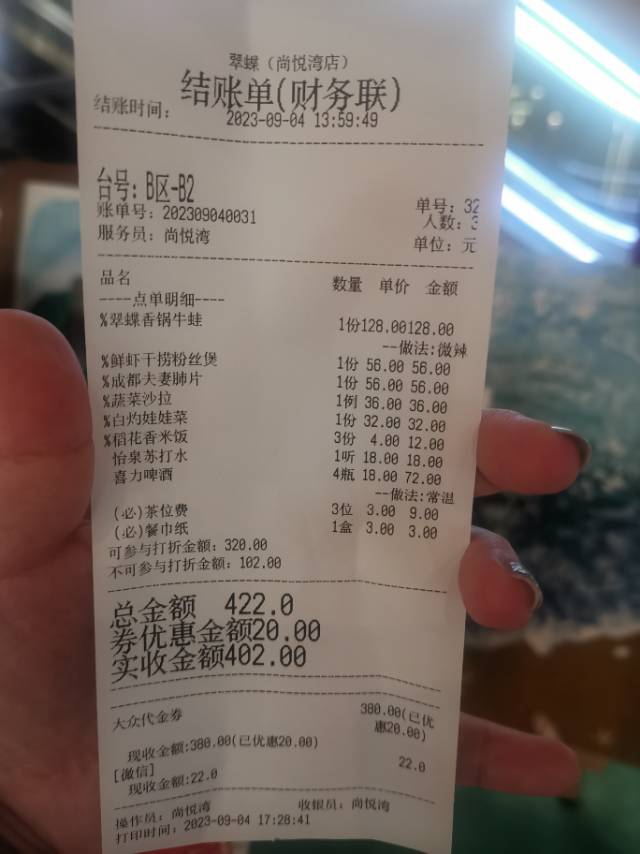 翠蝶（尚悦湾店）
结账单(财务联)
结账时间： 2023-09-04 13:59:49
台号：B区-B2 单号：32
账单号：202309040031 人数：
服务员：尚悦湾 单位：元
品名 数量 单价 金额
----点单明细----
%翠蝶香锅牛蛙 1份128.00128.00
--做法:微辣
%鲜虾干捞粉丝煲 1份 56.00 56.00
%成都夫妻肺片 1份 56.00 56.00
%蔬菜沙拉 1例 36.00 36.00
%白灼娃娃菜 1份 32.00 32.00
%稻花香米饭 3份 4.00 12.00
怡泉苏打水 1听 18.00 18.00
喜力啤酒 4瓶 18.00 72.00
--做法:常温
(必)茶位费 3位 3.00 9.00
(必)餐巾纸 1盒 3.00 3.00
可参与打折金额：320.00
不可参与打折金额：102.00
总金额 422.0
券优惠金额20.00
实收金额402.00
大众代金券 380.00(已优
惠20.00)
现收金额:380.00(已优惠20.00)
[微信] 22.0
现收金额:22.0
操作员：尚悦湾 收银员：尚悦湾
打印时间：2023-09-04 17:28:41